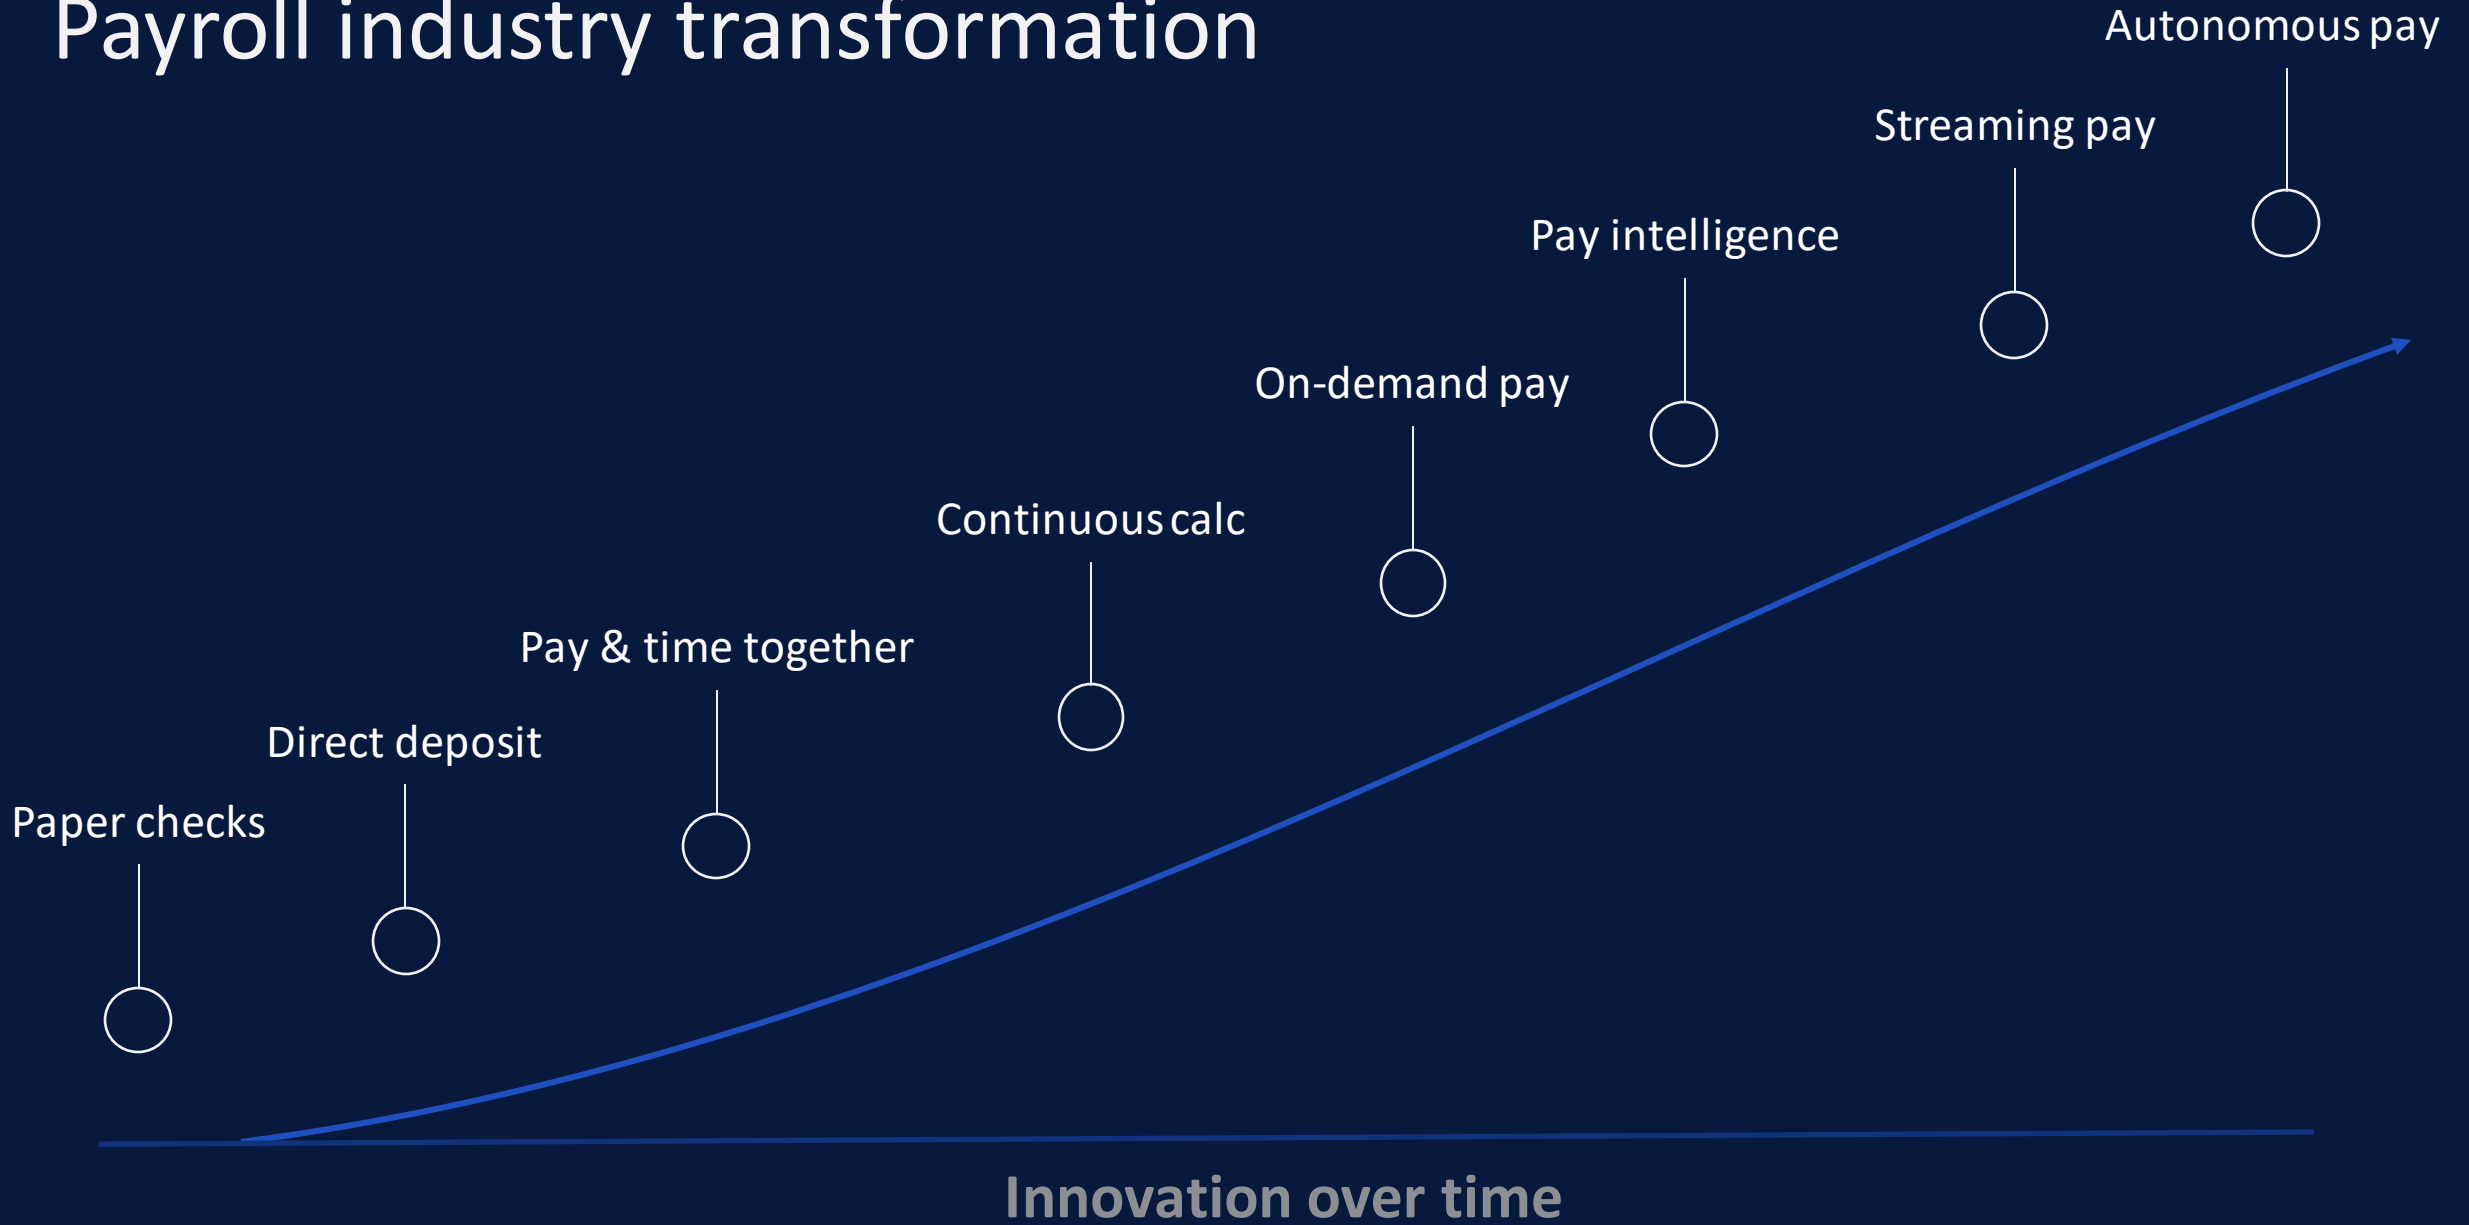 Payroll industry transformation
Autonomous pay
Streaming pay
Pay intelligence
On-demand pay
Continuous calc
Pay & time together
Direct deposit
Paper checks
Innovation over time